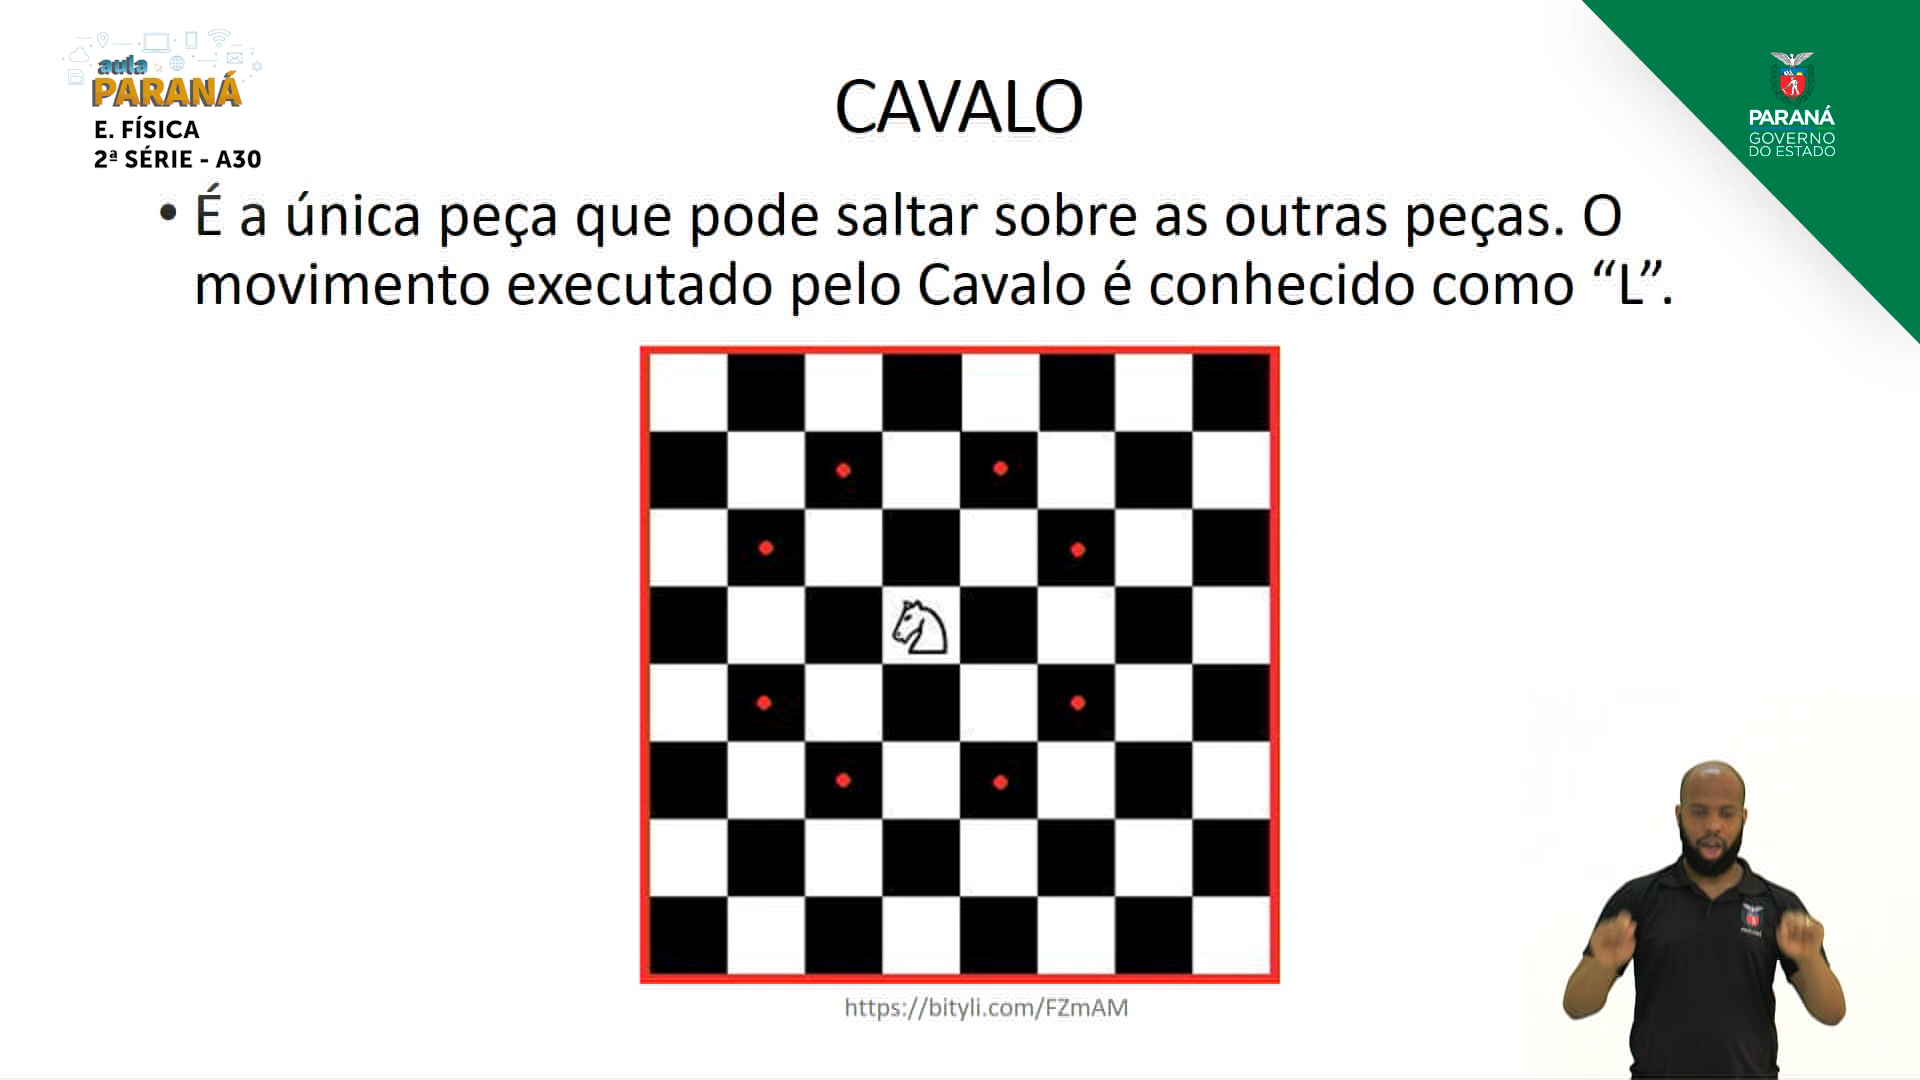 aula
PARANÁ
E. FÍSICA
2ª SÉRIE - A30
PARANÁ
GOVERNO
DO ESTADO
CAVALO
• É a única peça que pode saltar sobre as outras peças. O
movimento executado pelo Cavalo é conhecido como “L”.
https://bityli.com/FZmAM